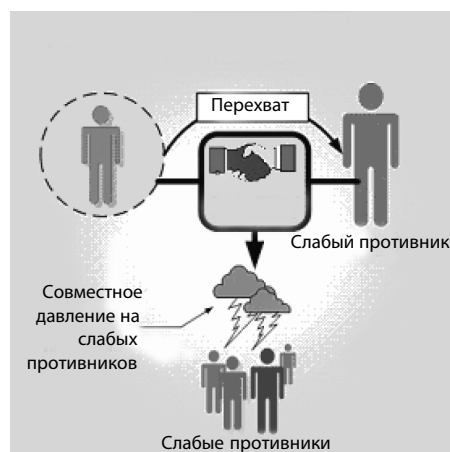 Перехват
Слабый противник
Совместное
давление на
слабых
противников
Слабые противники